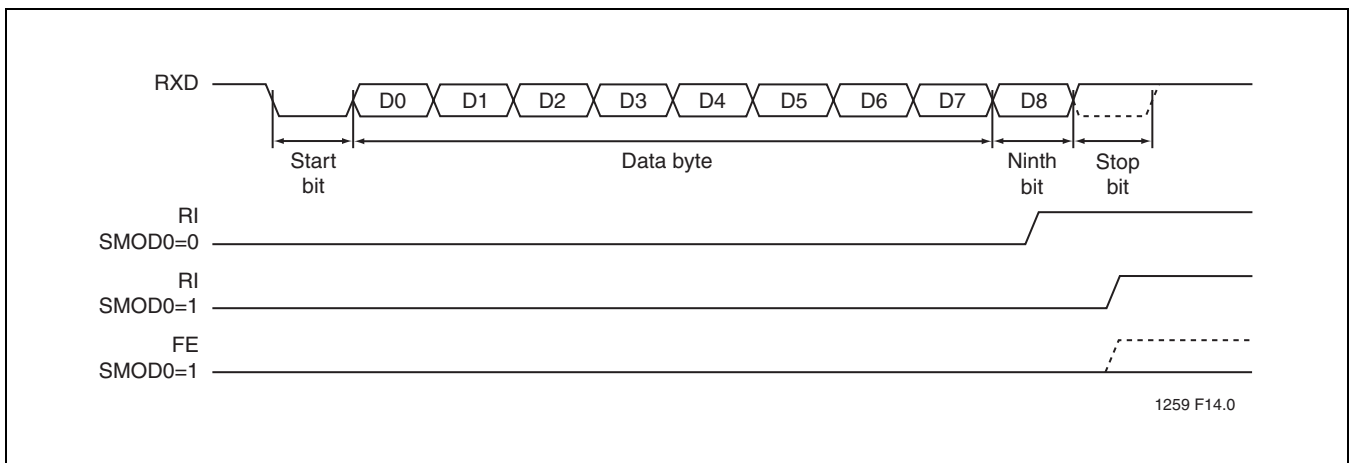 RXD
D0 D1 D2 D3 D4 D5 D6 D7 D8
Start bit
Data byte
Ninth bit
Stop bit
RI
SMOD0=0
RI
SMOD0=1
FE
SMOD0=1
1259 F14.0